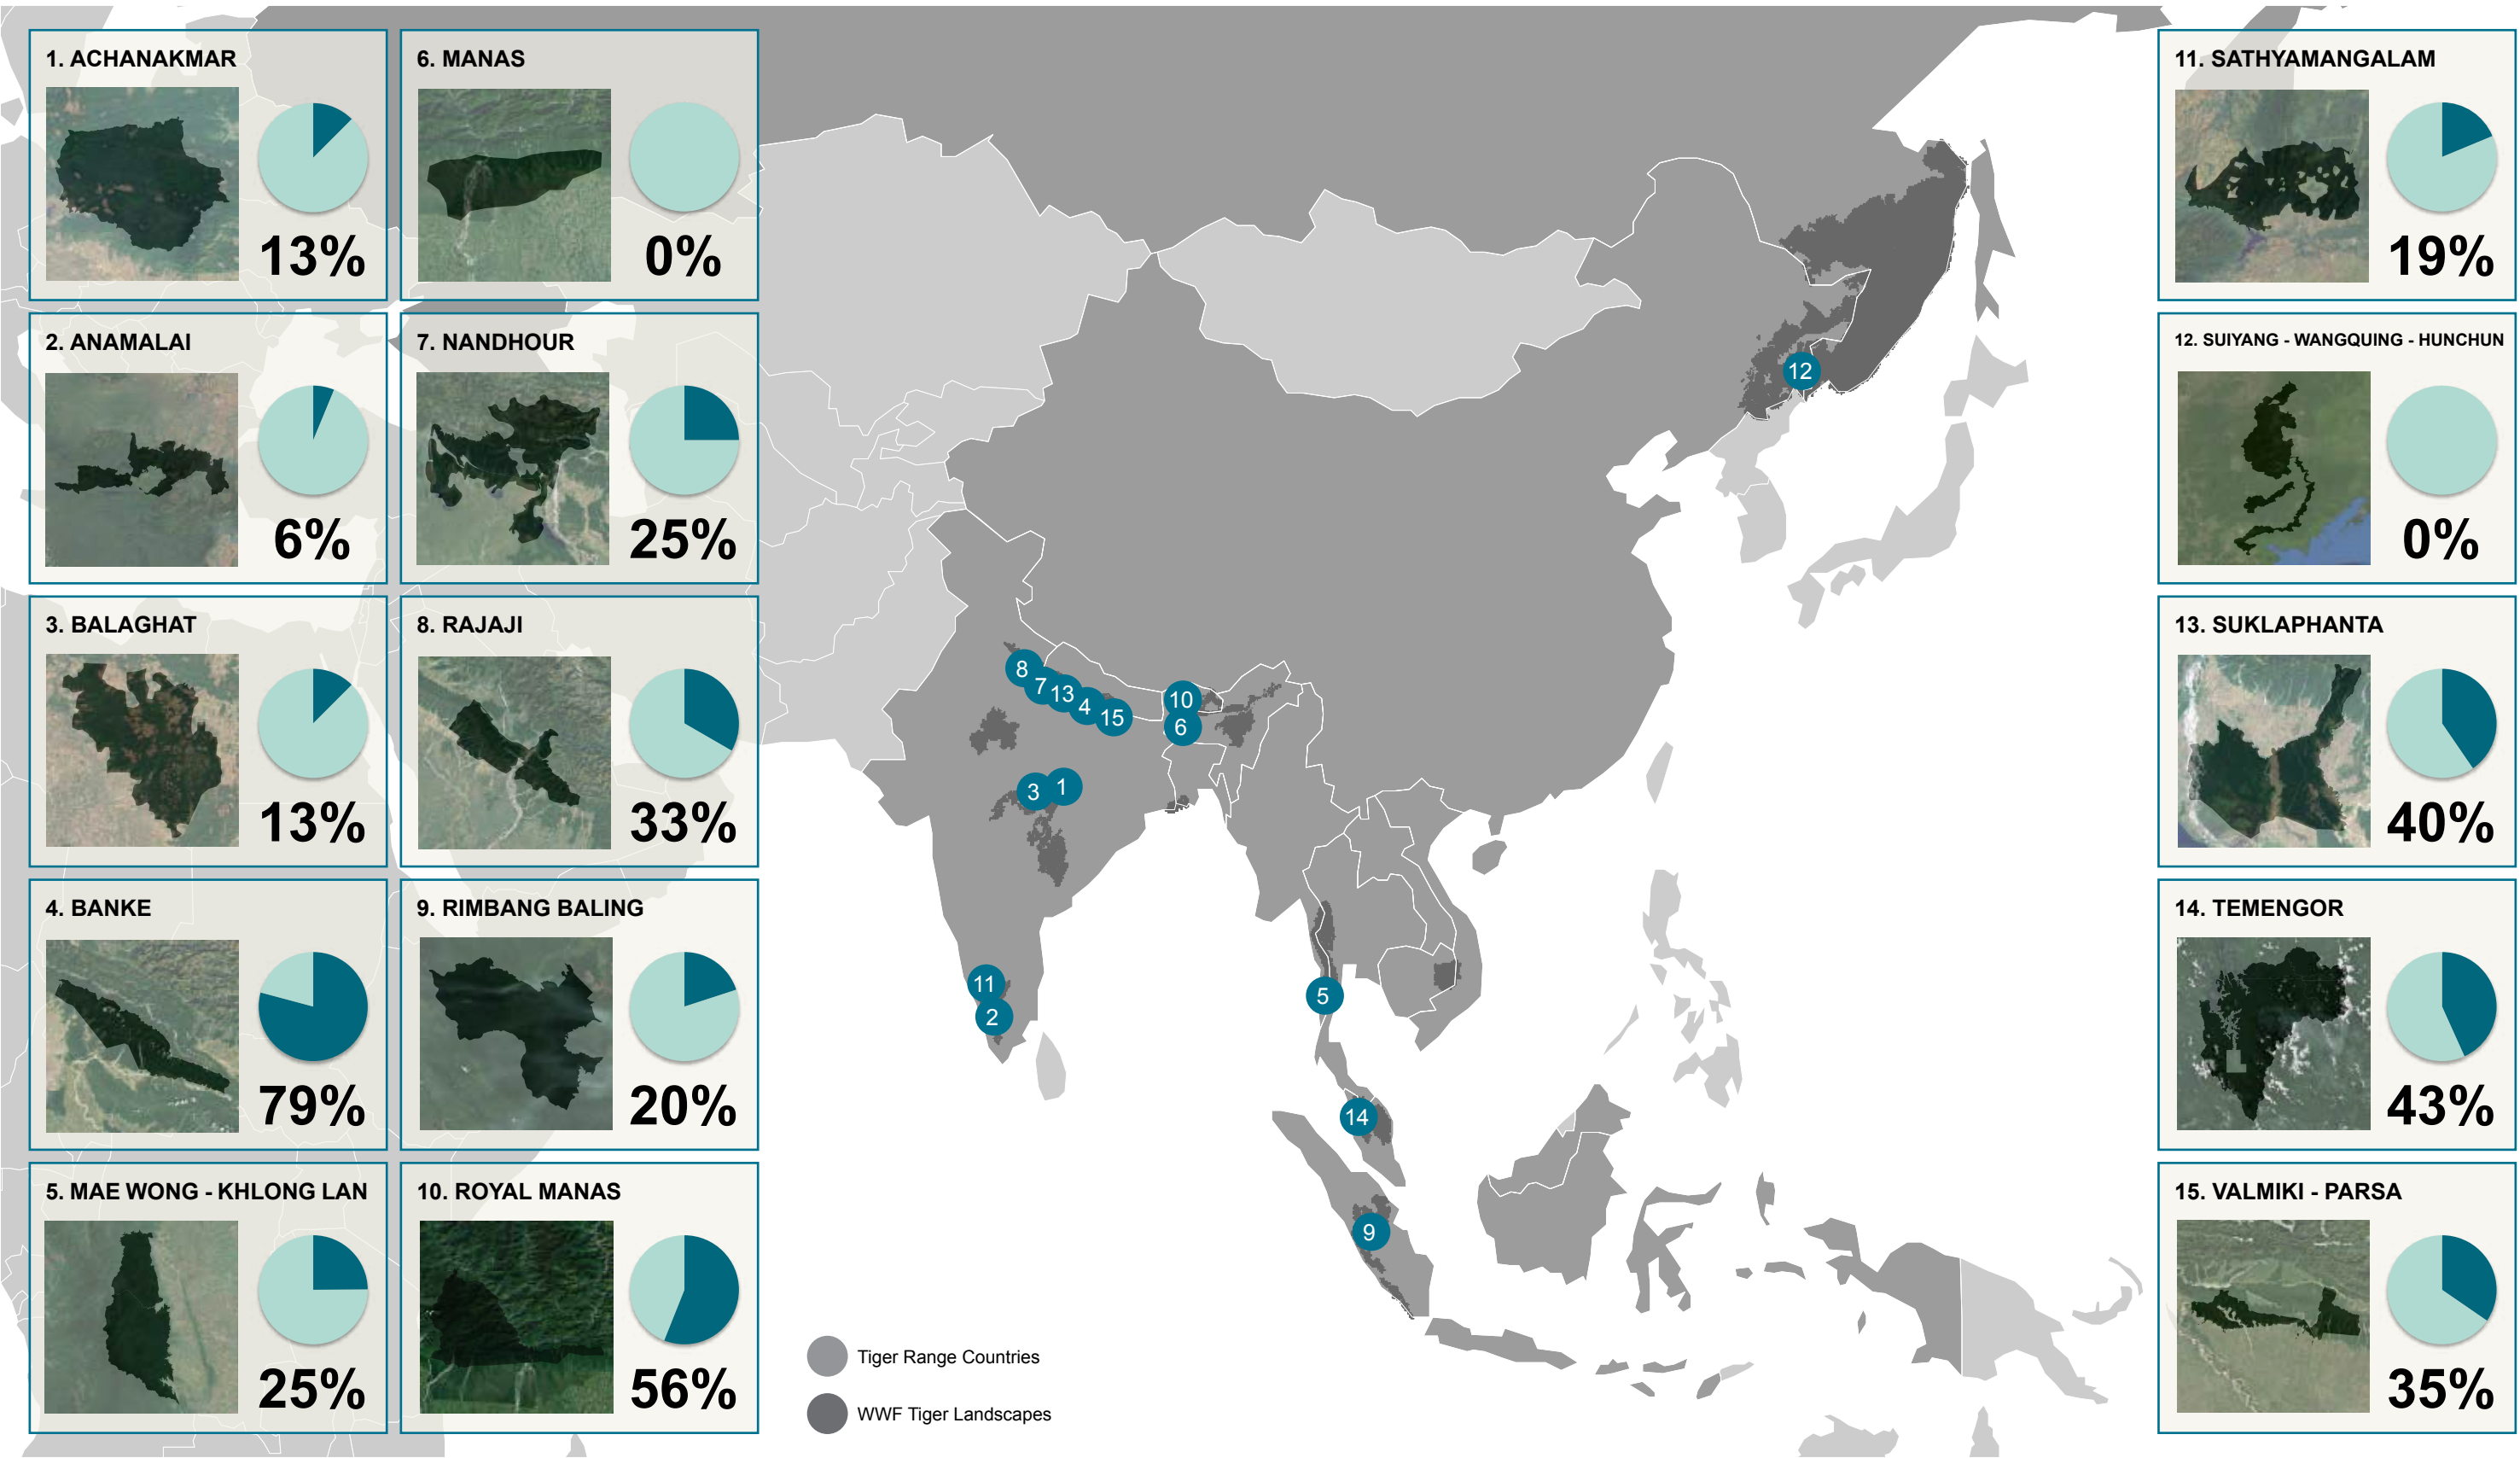 1. ACHANAKMAR
13%
2. ANAMALAI
6%
3. BALAGHAT
13%
4. BANKE
79%
5. MAE WONG - KHLONG LAN
25%
6. MANAS
0%
7. NANDHOUR
25%
8. RAJAJI
33%
9. RIMBANG BALING
20%
10. ROYAL MANAS
56%
12
8
7
13
4
15
10
6
3
1
11
2
5
14
9
Tiger Range Countries
WWF Tiger Landscapes
11. SATHYAMANGALAM
19%
12. SUIYANG - WANGQUING - HUNCHUN
0%
13. SUKLAPHANTA
40%
14. TEMENGOR
43%
15. VALMIKI - PARSA
35%